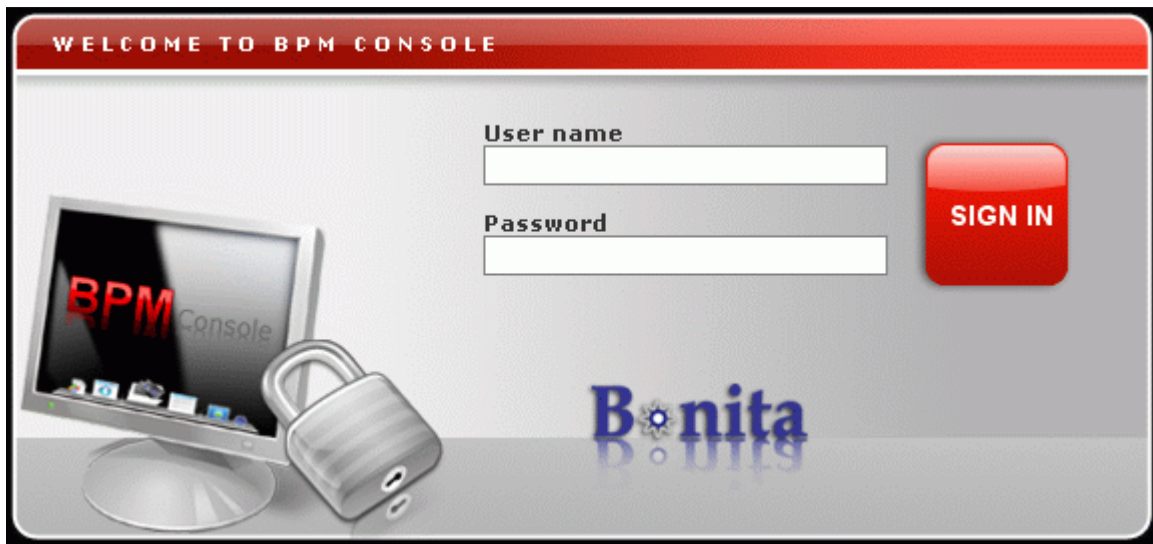 WELCOME TO BPM CONSOLE
User name
Password
SIGN IN
BPM Console
Bonita